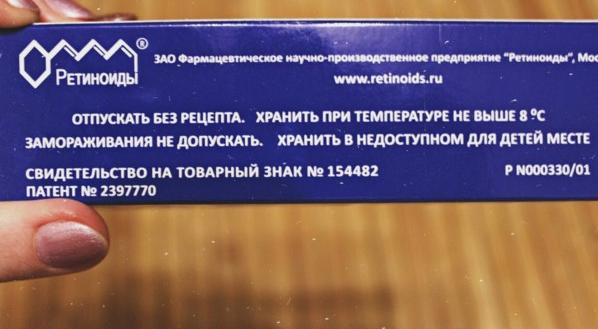 Ретиноиды®
ЗАО Фармацевтическое научно-производственное предприятие "Ретиноиды",
www.retinoids.ru
ОТПУСКАТЬ БЕЗ РЕЦЕПТА. ХРАНИТЬ ПРИ ТЕМПЕРАТУРЕ НЕ ВЫШЕ 8 ºС
ЗАМОРАЖИВАНИЯ НЕ ДОПУСКАТЬ. ХРАНИТЬ В НЕДОСТУПНОМ ДЛЯ ДЕТЕЙ МЕСТЕ
СВИДЕТЕЛЬСТВО НА ТОВАРНЫЙ ЗНАК № 154482 Р N000330/01
ПАТЕНТ № 2397770